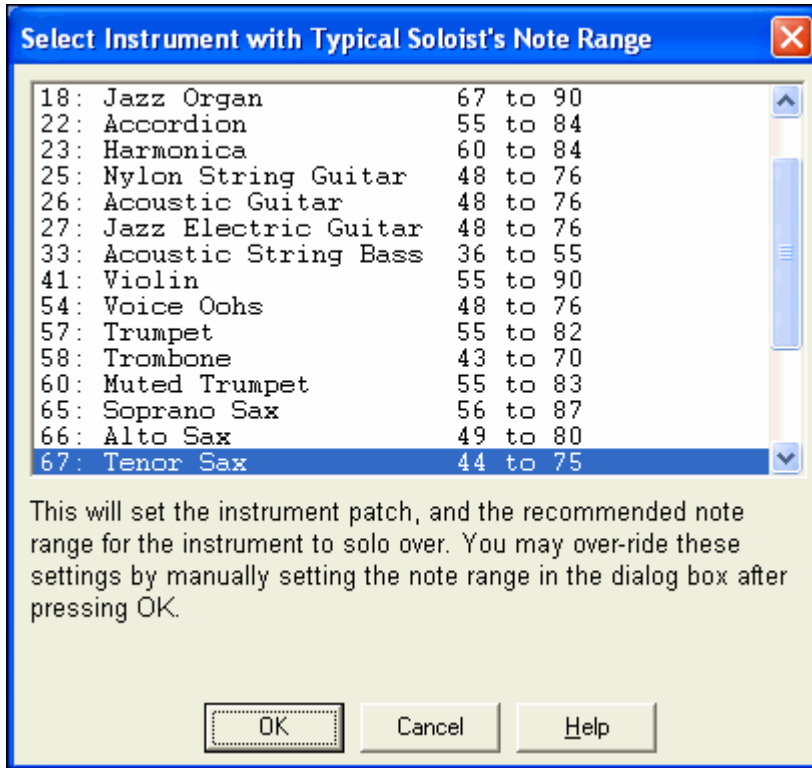 Select Instrument with Typical Soloist's Note Range
18: Jazz Organ 67 to 90
22: Accordion 55 to 84
23: Harmonica 60 to 84
25: Nylon String Guitar 48 to 76
26: Acoustic Guitar 48 to 76
27: Jazz Electric Guitar 48 to 76
33: Acoustic String Bass 36 to 55
41: Violin 55 to 90
54: Voice Oohs 48 to 76
57: Trumpet 55 to 82
58: Trombone 43 to 70
60: Muted Trumpet 55 to 83
65: Soprano Sax 56 to 87
66: Alto Sax 49 to 80
67: Tenor Sax 44 to 75
This will set the instrument patch, and the recommended note
range for the instrument to solo over. You may over-ride these
settings by manually setting the note range in the dialog box after
pressing OK.
OK Cancel Help